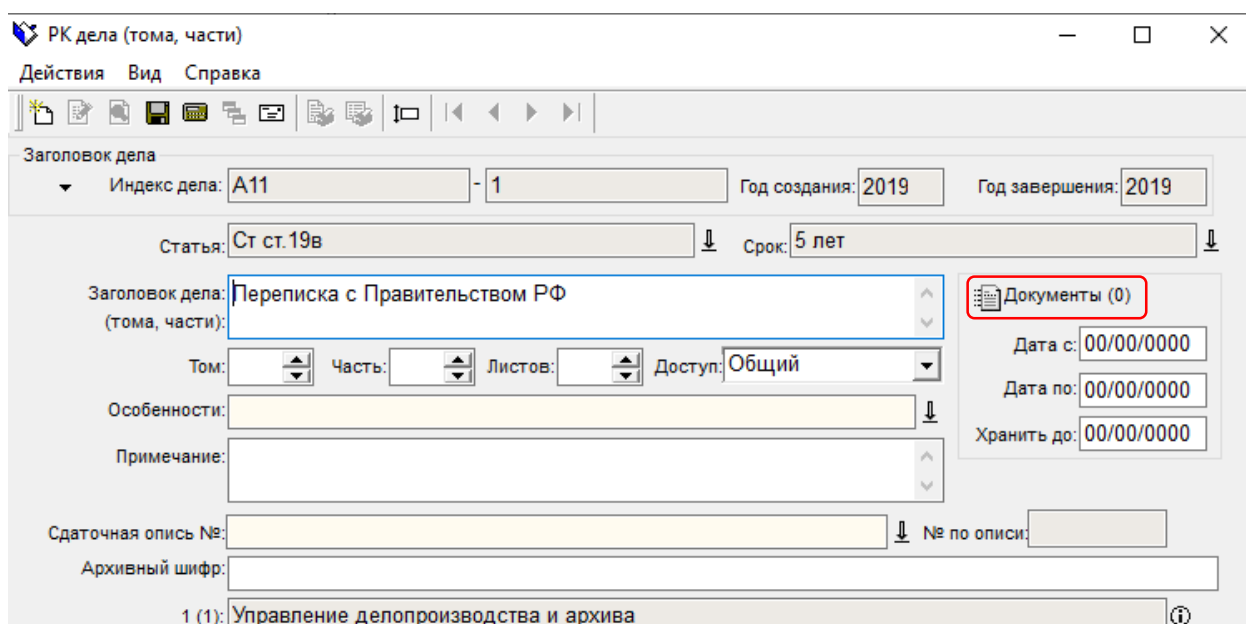 РК дела (тома, части)
Действия Вид Справка
Заголовок дела
Индекс дела: А11 - 1 Год создания: 2019 Год завершения: 2019
Статья: Ст ст.19в Срок: 5 лет
Заголовок дела: Переписка с Правительством РФ Документы (0)
(тома, части):
Дата с: 00/00/0000
Том: Часть: Листов: Доступ: Общий
Дата по: 00/00/0000
Особенности:
Хранить до: 00/00/0000
Примечание:
Сдаточная опись №: № по описи:
Архивный шифр:
1 (1): Управление делопроизводства и архива